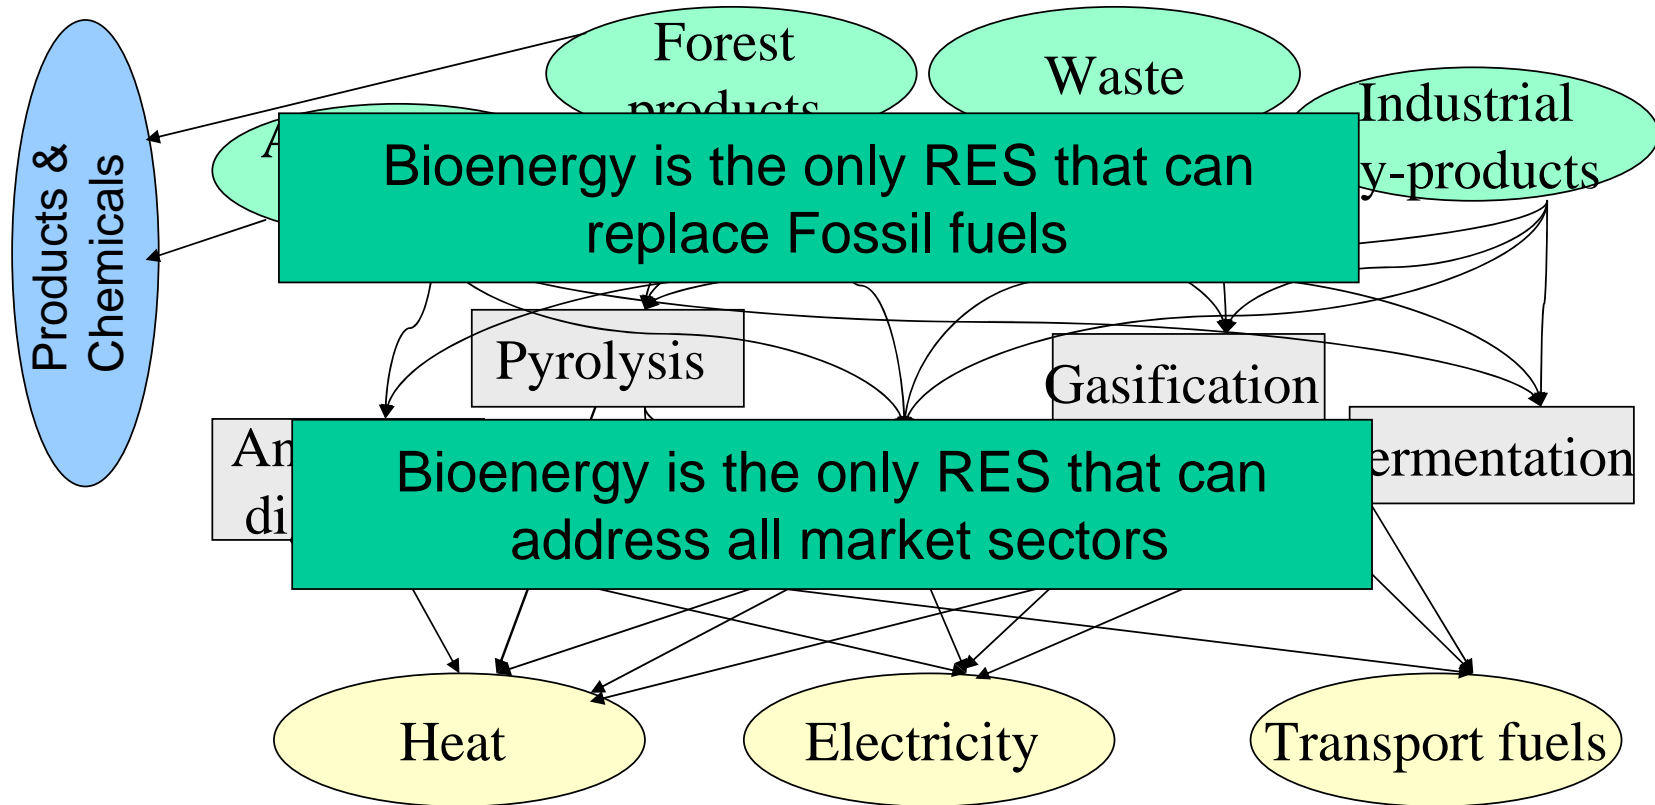 Products &
Chemicals
Forest
products
Waste
Industrial
y-products
Bioenergy is the only RES that can
replace Fossil fuels
Pyrolysis
Gasification
An
di
ermentation
Bioenergy is the only RES that can
address all market sectors
Heat
Electricity
Transport fuels